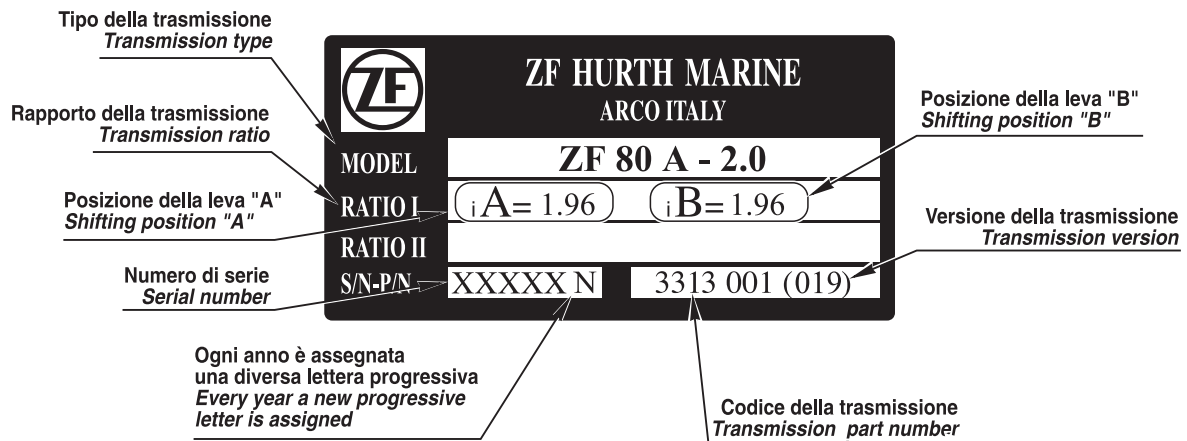 Tipo della trasmissione
Transmission type
Rapporto della trasmissione
Transmission ratio
Posizione della leva "A"
Shifting position "A"
Numero di serie
Serial number
Ogni anno è assegnata
una diversa lettera progressiva
Every year a new progressive
letter is assigned
ZF
ZF HURTH MARINE
ARCO ITALY
MODEL ZF 80 A - 2.0
RATIO I iA= 1.96 iB= 1.96
RATIO II
S/N-P/N XXXXX N 3313 001 (019)
Posizione della leva "B"
Shifting position "B"
Versione della trasmissione
Transmission version
Codice della trasmissione
Transmission part number